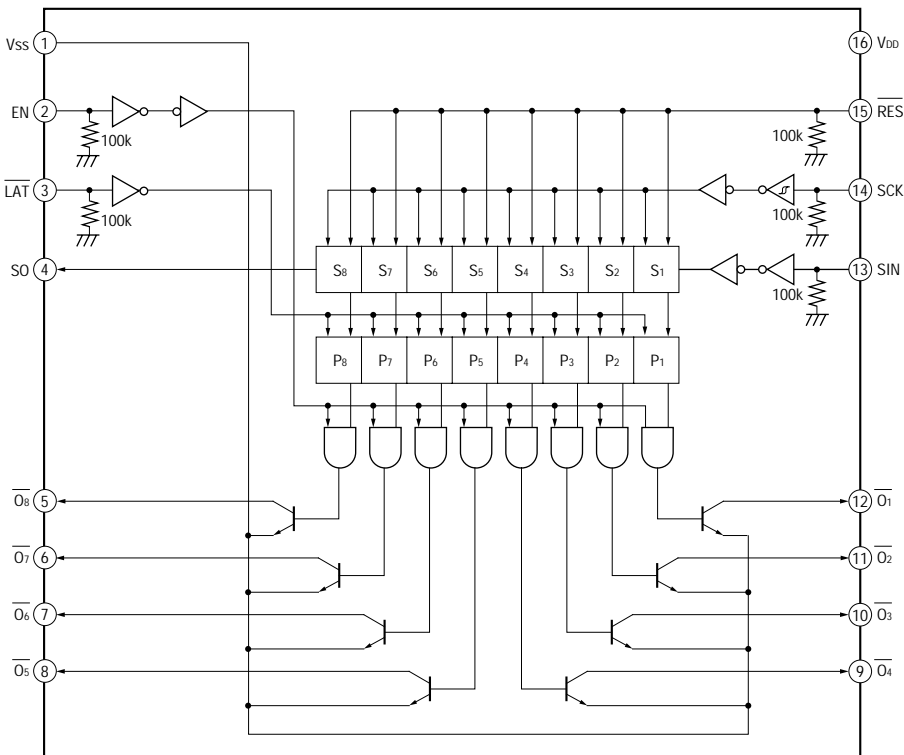 Vss 1
16 VDD
EN 2
15 RES
100k
100k
LAT 3
14 SCK
100k
100k
SO 4
S8 S7 S6 S5 S4 S3 S2 S1
13 SIN
100k
P8 P7 P6 P5 P4 P3 P2 P1
O8 5
12 O1
O7 6
11 O2
O6 7
10 O3
O5 8
9 O4